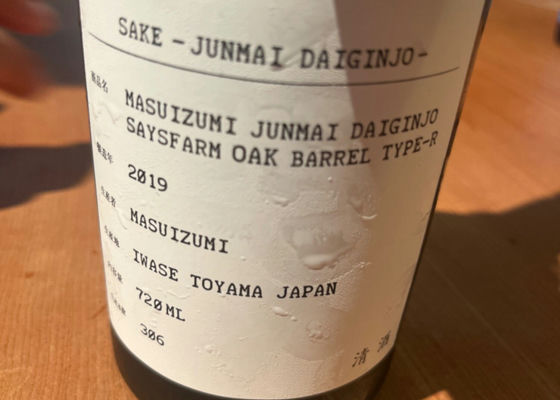 SAKE -JUNMAI DAIGINJO-
MASUIZUMI JUNMAI DAIGINJO
SAYSFARM OAK BARREL TYPE-R
2019
MASUIZUMI
IWASE TOYAMA JAPAN
720ML
306
清 酒